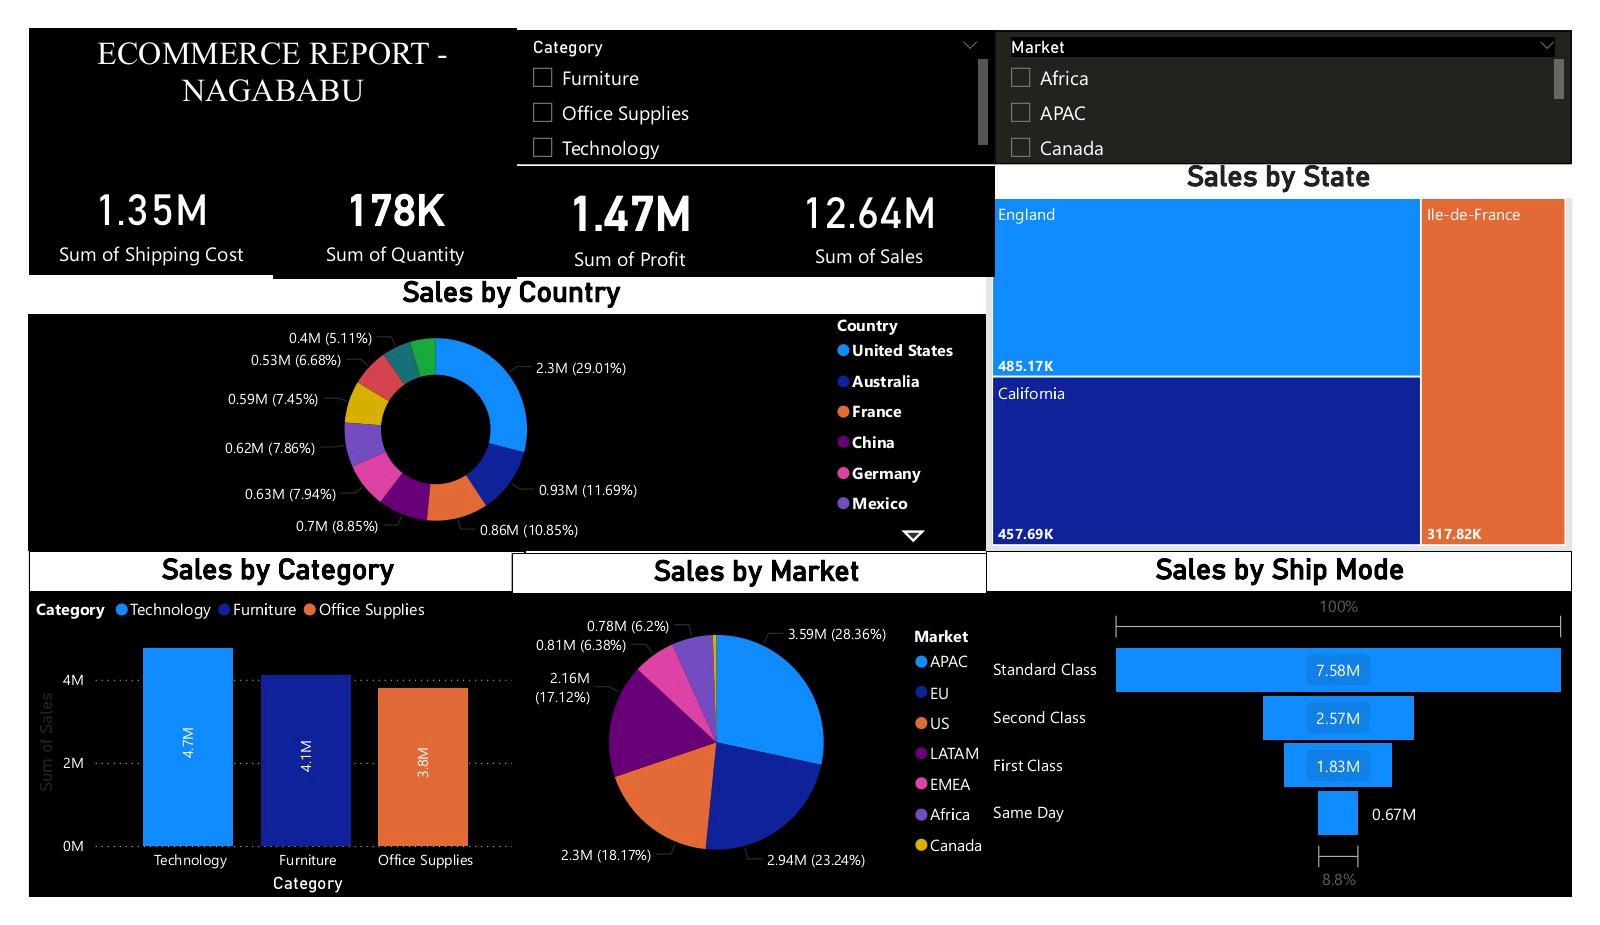 ECOMMERCE REPORT -
NAGABABU
Category
Furniture
Office Supplies
Technology
Market
Africa
APAC
Canada
1.35M
Sum of Shipping Cost
178K
Sum of Quantity
1.47M
Sum of Profit
12.64M
Sum of Sales
Sales by State
England
485.17K
California
457.69K
Ile-de-France
317.82K
Sales by Country
0.4M (5.11%)
0.53M (6.68%)
0.59M (7.45%)
0.62M (7.86%)
0.63M (7.94%)
0.7M (8.85%)
0.86M (10.85%)
0.93M (11.69%)
2.3M (29.01%)
Country
United States
Australia
France
China
Germany
Mexico
Sales by Category
Category Technology Furniture Office Supplies
Sum of Sales
4M
2M
0M
4.7M
4.1M
3.8M
Technology
Furniture
Office Supplies
Category
Sales by Market
0.78M (6.2%)
0.81M (6.38%)
2.16M
(17.12%)
2.3M (18.17%)
2.94M (23.24%)
3.59M (28.36%)
Market
APAC
EU
US
LATAM
EMEA
Africa
Canada
Sales by Ship Mode
100%
Standard Class
7.58M
Second Class
2.57M
First Class
1.83M
Same Day
0.67M
8.8%